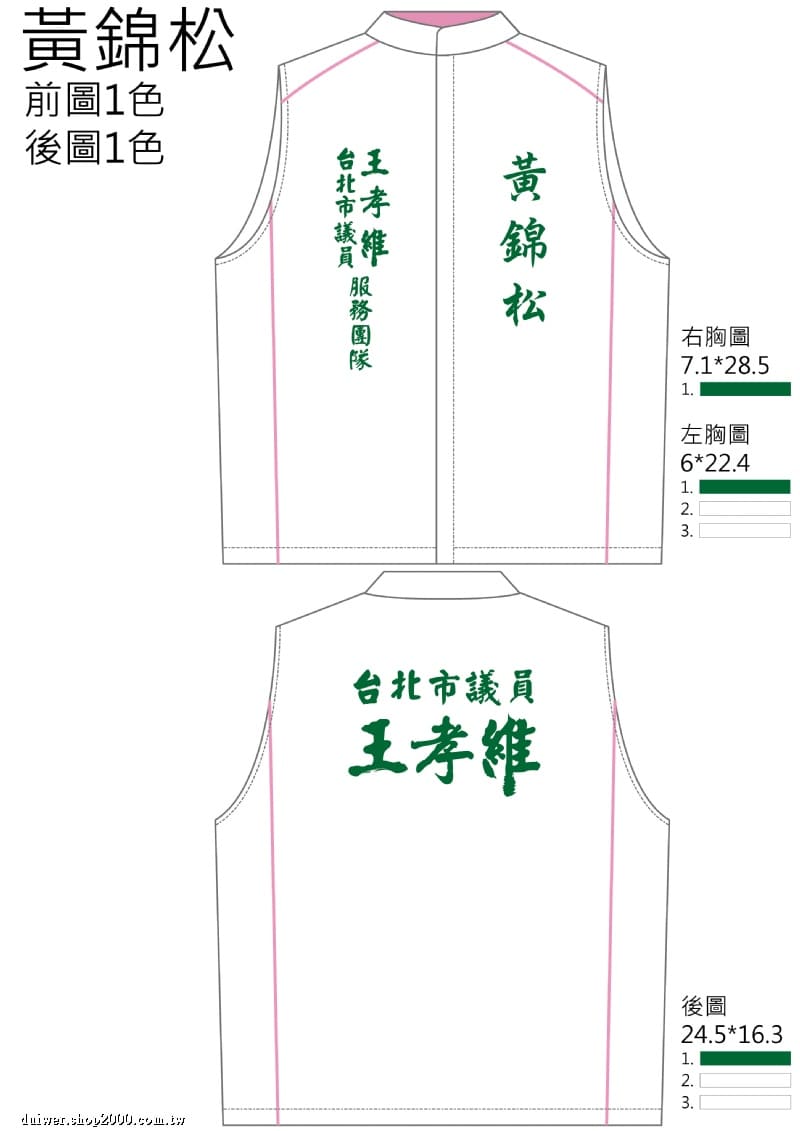 黃錦松
前圖1色
後圖1色
王孝維
台北市議員
服務團隊
黃錦松
右胸圖
7.1*28.5
1.
左胸圖
6*22.4
1.
2.
3.
台北市議員
王孝維
後圖
24.5*16.3
1.
2.
3.
duiwer.shop2000.com.tw